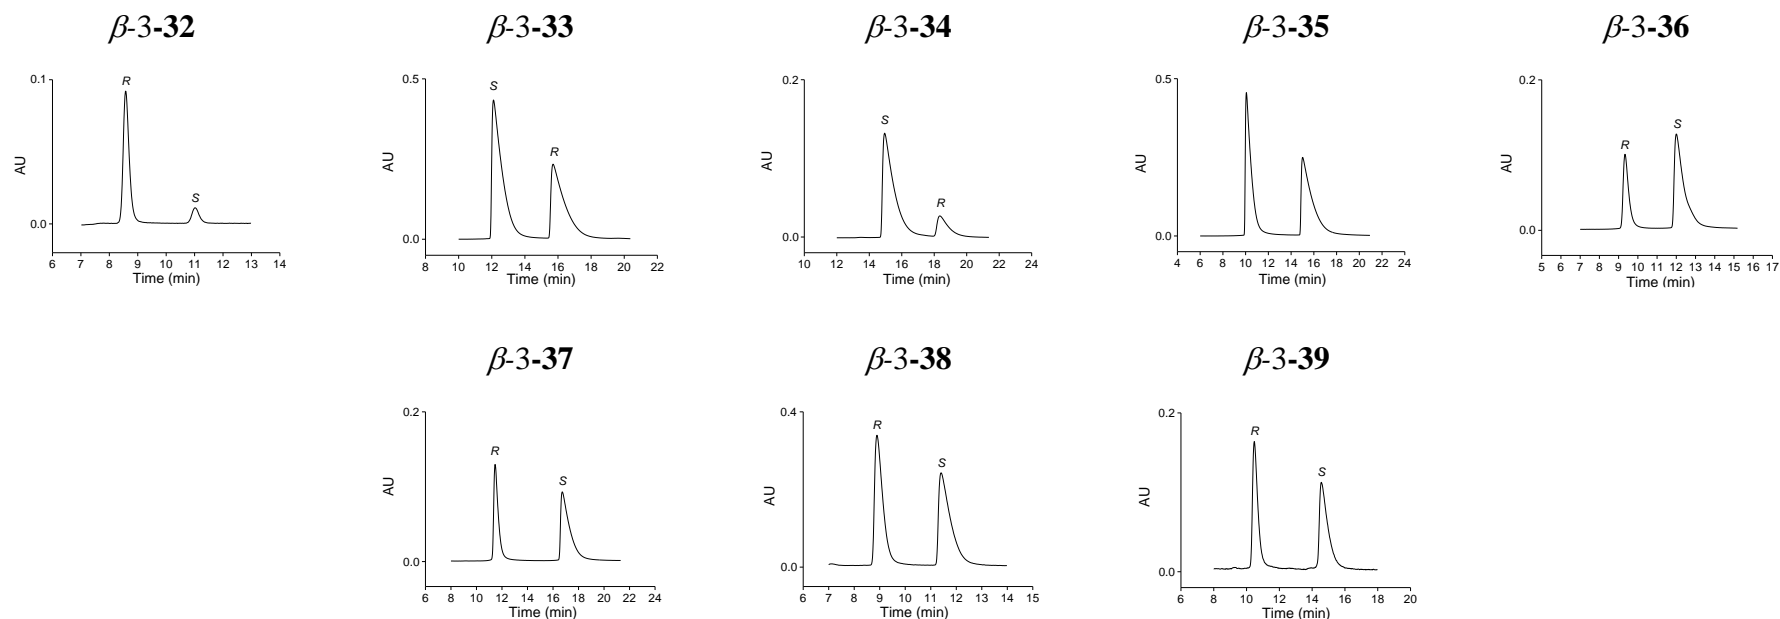 β-3-32
β-3-33
β-3-34
β-3-35
β-3-36
0.1
0.0
AU
R
S
6 7 8 9 10 11 12 13 14
Time (min)
0.5
0.0
AU
S
R
8 10 12 14 16 18 20 22
Time (min)
0.2
0.0
AU
S
R
10 12 14 16 18 20 22 24
Time (min)
0.5
0.0
AU
4 6 8 10 12 14 16 18 20 22 24
Time (min)
0.2
0.0
AU
R
S
5 6 7 8 9 10 11 12 13 14 15 16 17
Time (min)
β-3-37
β-3-38
β-3-39
0.2
0.0
AU
R
S
6 8 10 12 14 16 18 20 22 24
Time (min)
0.4
0.0
AU
R
S
6 7 8 9 10 11 12 13 14 15
Time (min)
0.2
0.0
AU
R
S
6 8 10 12 14 16 18 20
Time (min)